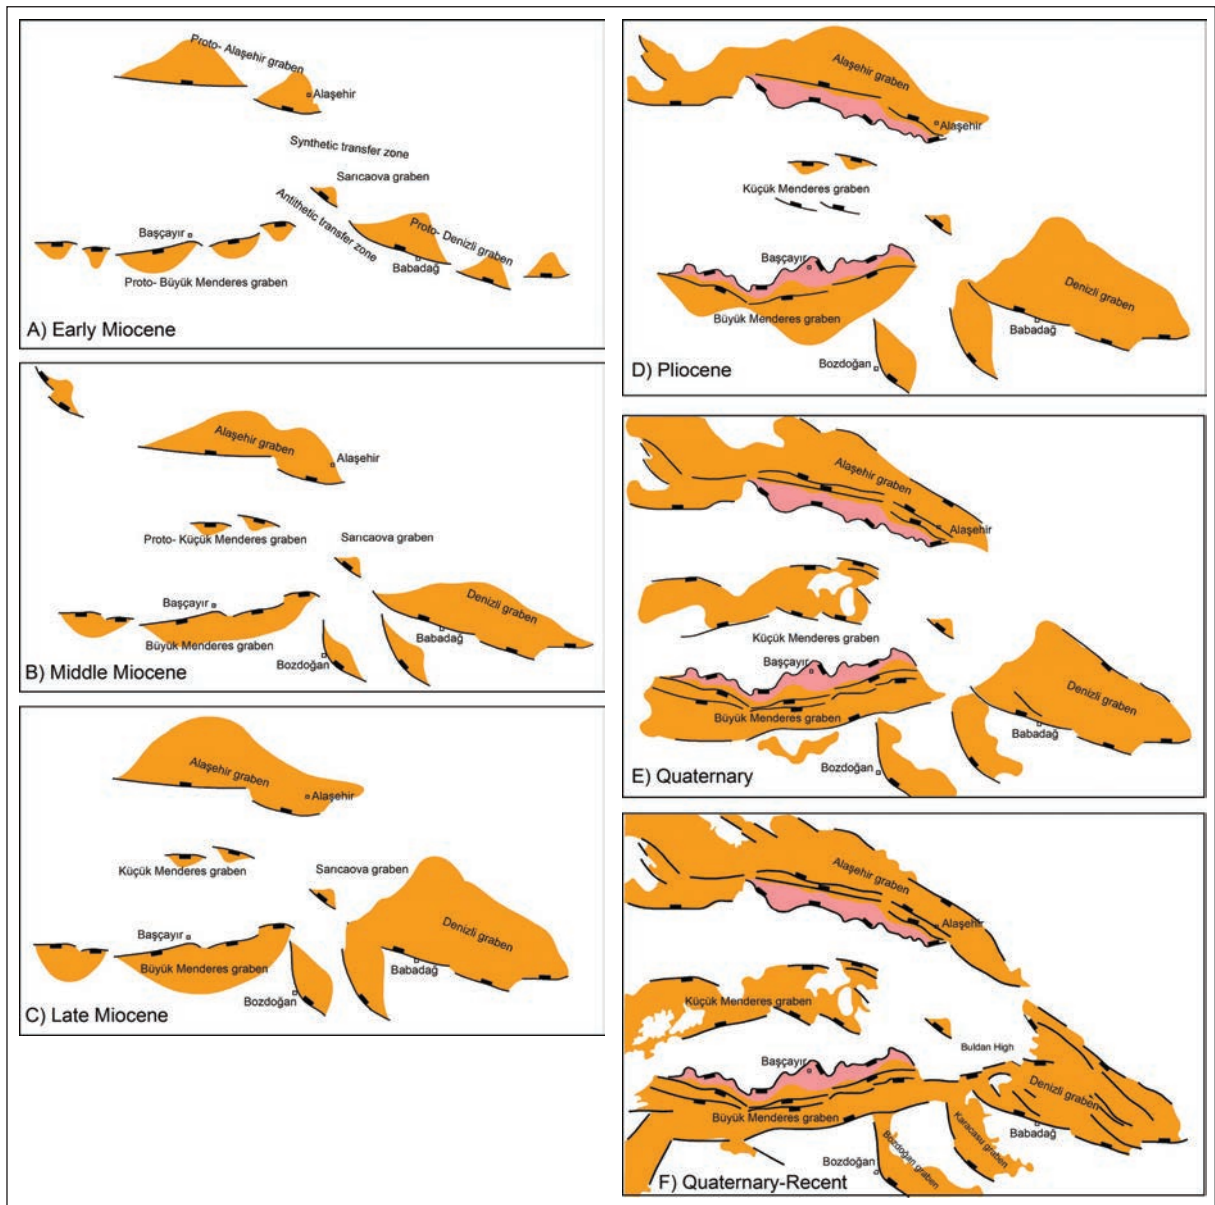 Proto- Alaşehir graben
Alaşehir
Synthetic transfer zone
Sarıcaova graben
Antithetic transfer zone
Başçayır
Proto- Denizli graben
Babadağ
Proto- Büyük Menderes graben
A) Early Miocene
Alaşehir graben
Alaşehir
Proto- Küçük Menderes graben
Sarıcaova graben
Başçayır
Denizli graben
Babadağ
Büyük Menderes graben
Bozdoğan
B) Middle Miocene
Alaşehir graben
Alaşehir
Küçük Menderes graben
Sarıcaova graben
Başçayır
Denizli graben
Büyük Menderes graben
Babadağ
Bozdoğan
C) Late Miocene
Alaşehir graben
Alaşehir
Küçük Menderes graben
Başçayır
Denizli graben
Büyük Menderes graben
Babadağ
Bozdoğan
D) Pliocene
Alaşehir graben
Alaşehir
Küçük Menderes graben
Başçayır
Denizli graben
Büyük Menderes graben
Babadağ
Bozdoğan
E) Quaternary
Alaşehir graben
Alaşehir
Küçük Menderes graben
Buldan High
Başçayır
Denizli graben
Büyük Menderes graben
Karacasu graben
Babadağ
Bozdoğan graben
Bozdoğan
F) Quaternary-Recent